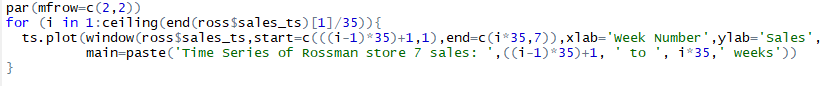 par(mfrow=c(2,2))
for (i in 1:ceiling(end(ross$sales_ts)[1]/35)){
ts.plot(window(ross$sales_ts,start=c(((i-1)*35)+1,1),end=c(i*35,7)),xlab='Week Number',ylab='Sales',
main=paste('Time Series of Rossman store 7 sales: ',((i-1)*35)+1, ' to ', i*35,' weeks'))
}